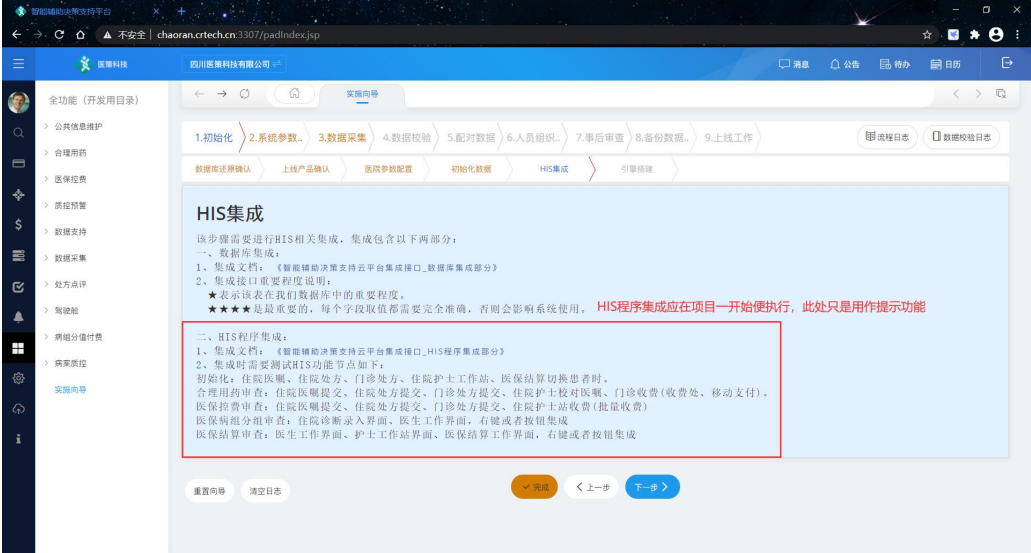 智能辅助决策支持平台
不安全 chaoran.crtech.cn:3307/padIndex.jsp
医策科技
四川医策科技有限公司
消息
公告
待办
日历
全功能（开发用目录）
实施向导
公共信息维护
合理用药
医保控费
质控预警
数据支持
数据采集
处方点评
驾驶舱
病组分值付费
病案质控
实施向导
1.初始化
2.系统参数..
3.数据采集
4.数据校验
5.配对数据
6.人员组织..
7.事后审查
8.备份数据..
9.上线工作
流程日志
数据校验日志
数据库还原确认
上线产品确认
医院参数配置
初始化数据
HIS集成
引擎搭建
HIS集成
该步骤需要进行HIS相关集成，集成包含以下两部分：
一、数据库集成：
1、集成文档：《智能辅助决策支持云平台集成接口_数据库集成部分》
2、集成接口重要程度说明：
★表示该表在我们数据库中的重要程度。
★★★★是最重要的，每个字段取值都需要完全准确，否则会影响系统使用。
HIS程序集成应在项目一开始便执行，此处只是用作提示功能
二、HIS程序集成：
1、集成文档：《智能辅助决策支持云平台集成接口_HIS程序集成部分》
2、集成时需要测试HIS功能节点如下：
初始化：住院医嘱、住院处方、门诊处方、住院护士工作站、医保结算切换患者时。
合理用药审查：住院医嘱提交、住院处方提交、门诊处方提交、住院护士校对医嘱、门诊收费(收费处、移动支付)。
医保控费审查：住院医嘱提交、住院处方提交、门诊处方提交、住院护士站收费(批量收费)
医保病组分组审查：住院诊断录入界面、医生工作界面，右键或者按钮集成
医保结算审查：医生工作界面、护士工作站界面、医保结算工作界面，右键或者按钮集成
重置向导
清空日志
完成
上一步
下一步